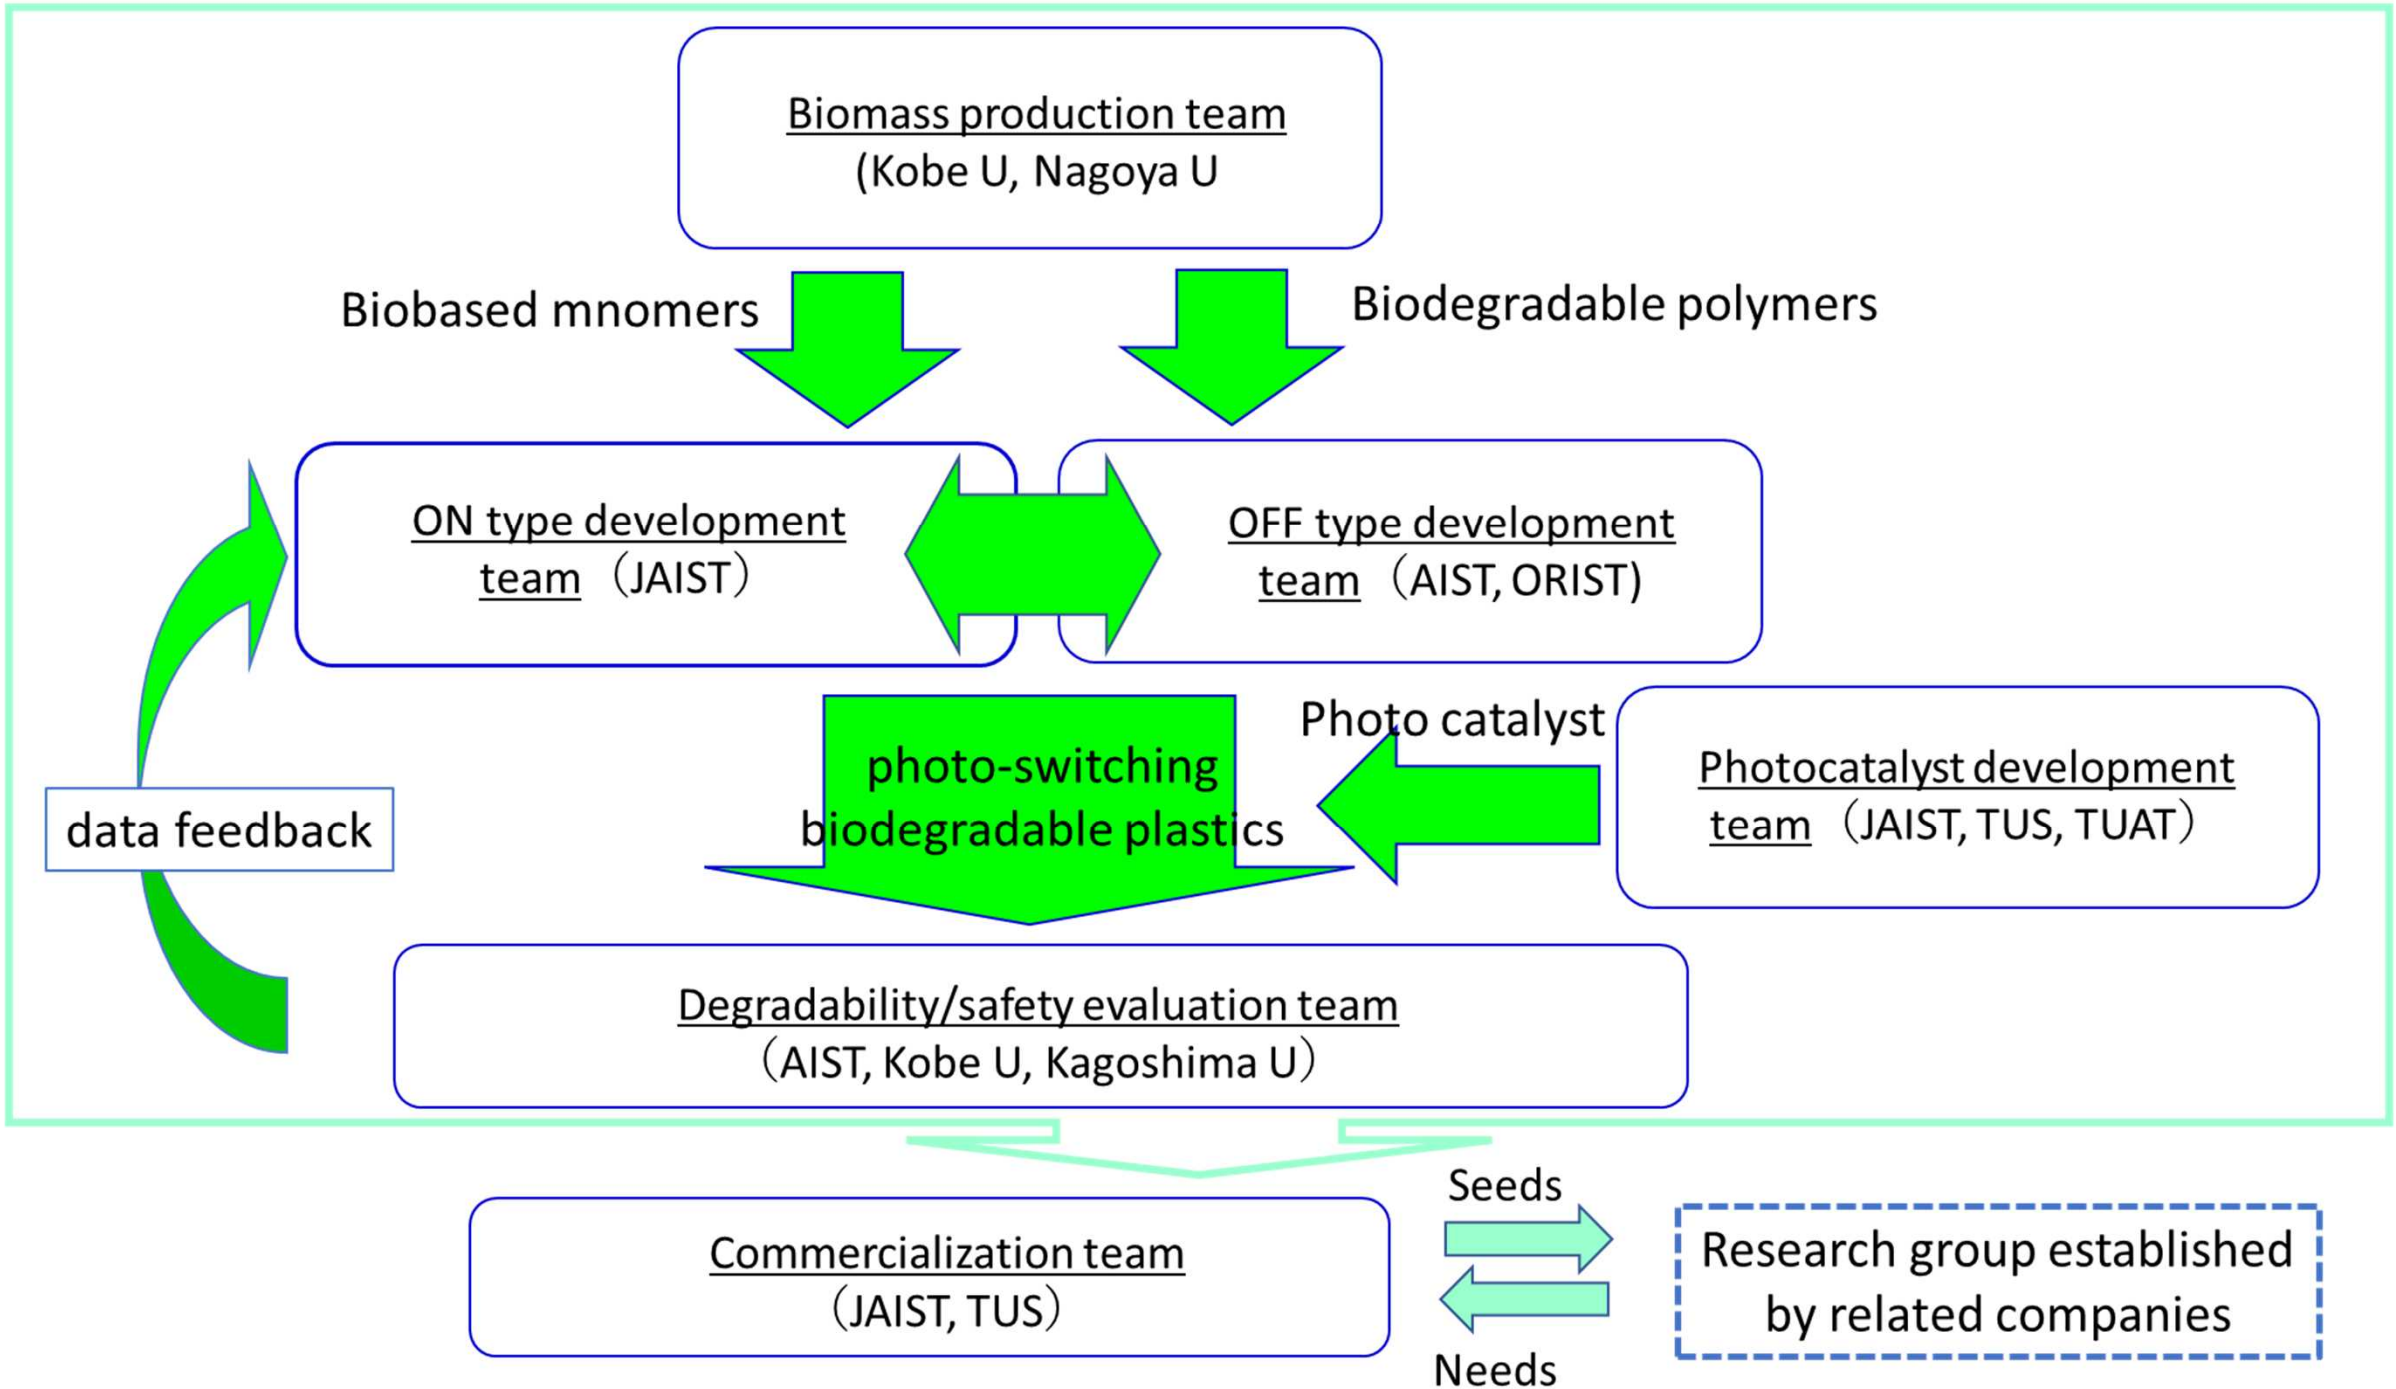 Biomass production team
(Kobe U, Nagoya U
Biobased mnomers
Biodegradable polymers
ON type development
team（JAIST）
OFF type development
team（AIST, ORIST)
Photo catalyst
photo-switching
biodegradable plastics
Photocatalyst development
team（JAIST, TUS, TUAT）
data feedback
Degradability/safety evaluation team
（AIST, Kobe U, Kagoshima U）
Seeds
Commercialization team
（JAIST, TUS）
Research group established
by related companies
Needs